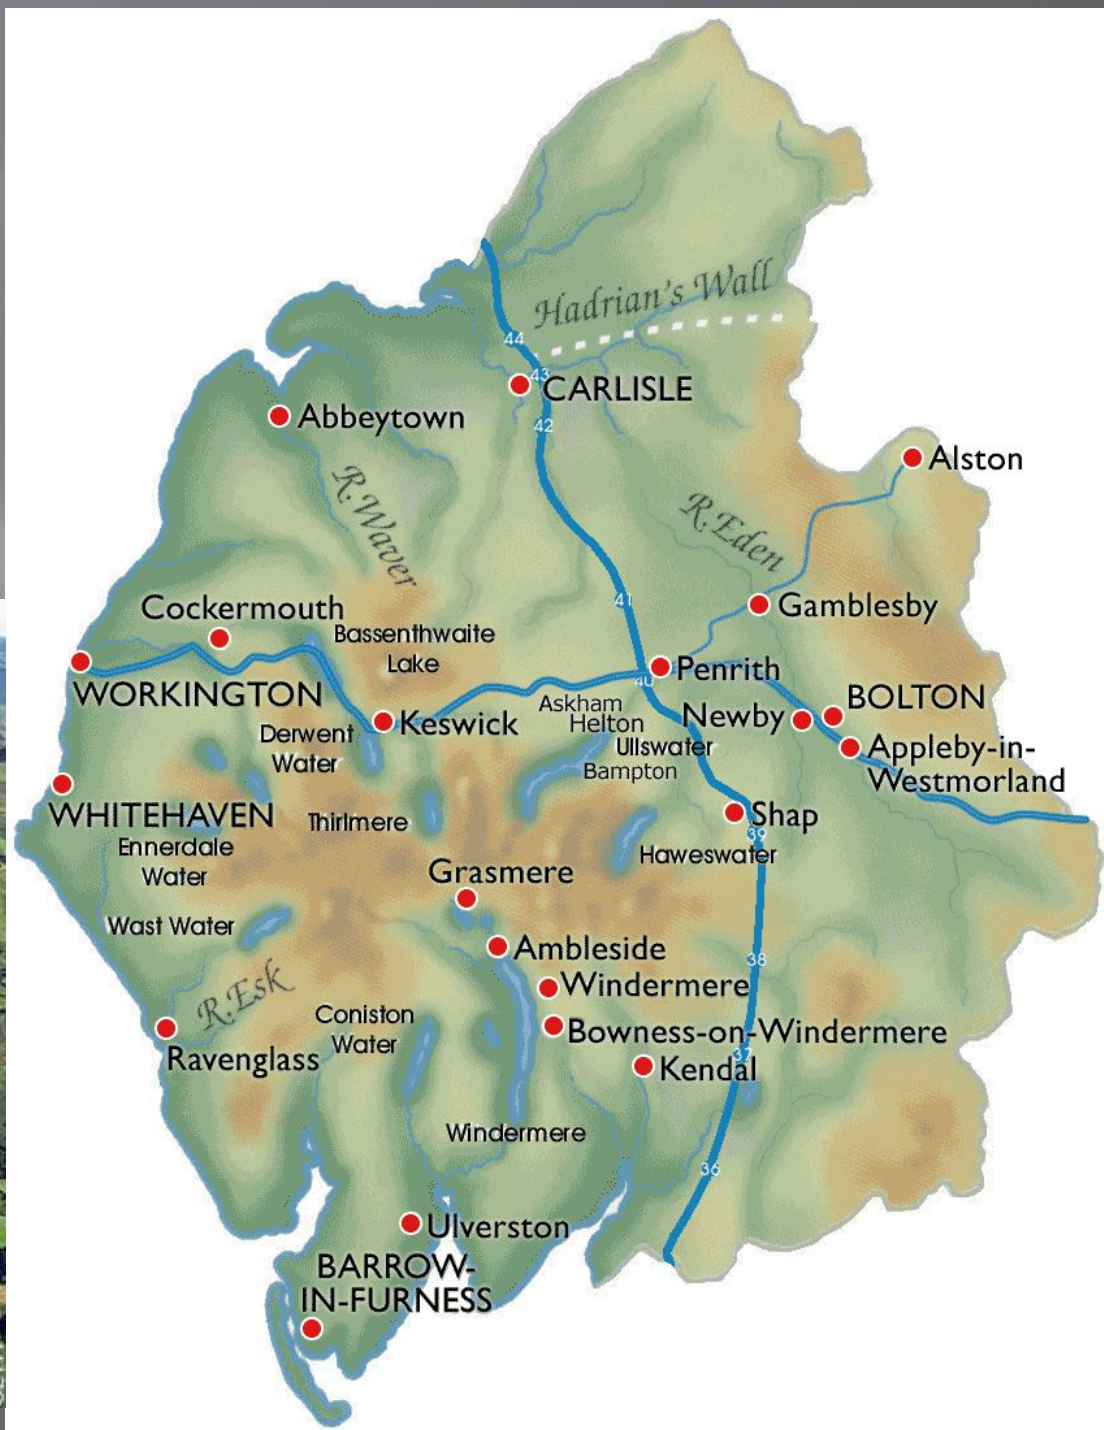 Hadrian's Wall
44
43
CARLISLE
42
Abbeytown
Alston
R.Waver
R.Eden
41
Cockermouth
Gamblesby
Bassenthwaite
Lake
WORKINGTON
Penrith
40
Askham
Helton
BOLTON
Newby
Keswick
Derwent
Water
Ullswater
Bampton
Appleby-in-
Westmorland
WHITEHAVEN
Thirlmere
Shap
39
Ennerdale
Water
Haweswater
Grasmere
Wast Water
Ambleside
38
Windermere
R.Esk
Coniston
Water
Bowness-on-Windermere
Ravenglass
37
Kendal
Windermere
36
Ulverston
BARROW-
IN-FURNESS